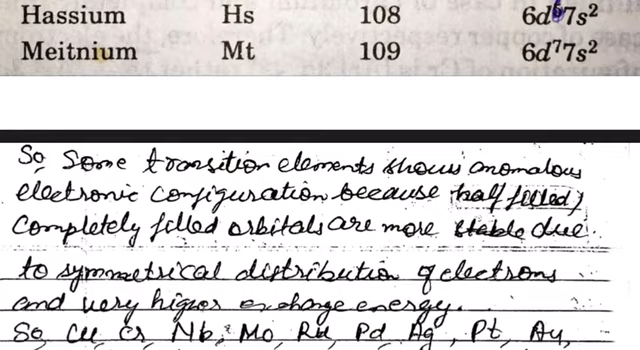 Hassium Hs 108 6d⁶7s²
Meitnium Mt 109 6d⁷7s²
So, Some transition elements shows anomalous
electronic configuration because half filled /
Completely filled orbitals are more stable due
to symmetrical distribution of electrons
and very higher exchange energy.
So Cu, Cr, Nb, Mo, Ru, Pd, Ag, Pt, Au,